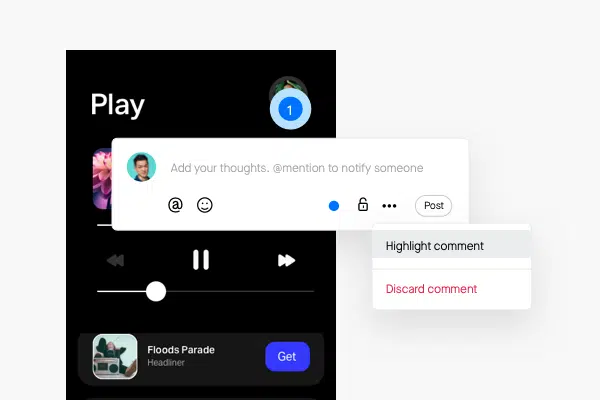 Play
1
Add your thoughts. @mention to notify someone
@
Post
Highlight comment
Discard comment
Floods Parade
Headliner
Get